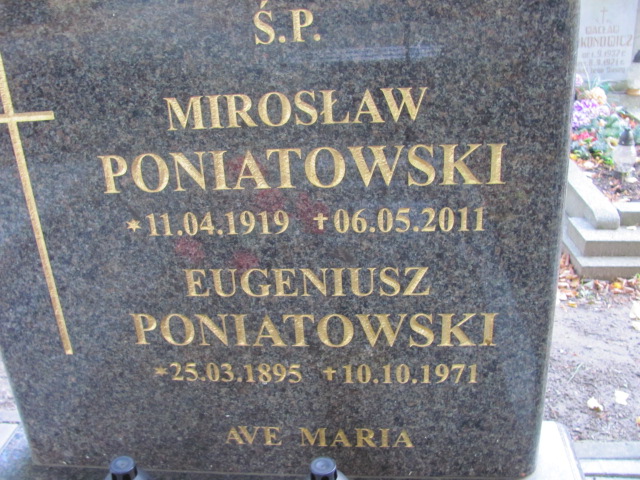 Ś.P.
MIROSŁAW
PONIATOWSKI
*11.04.1919 ✝06.05.2011
EUGENIUSZ
PONIATOWSKI
*25.03.1895 ✝10.10.1971
AVE MARIA